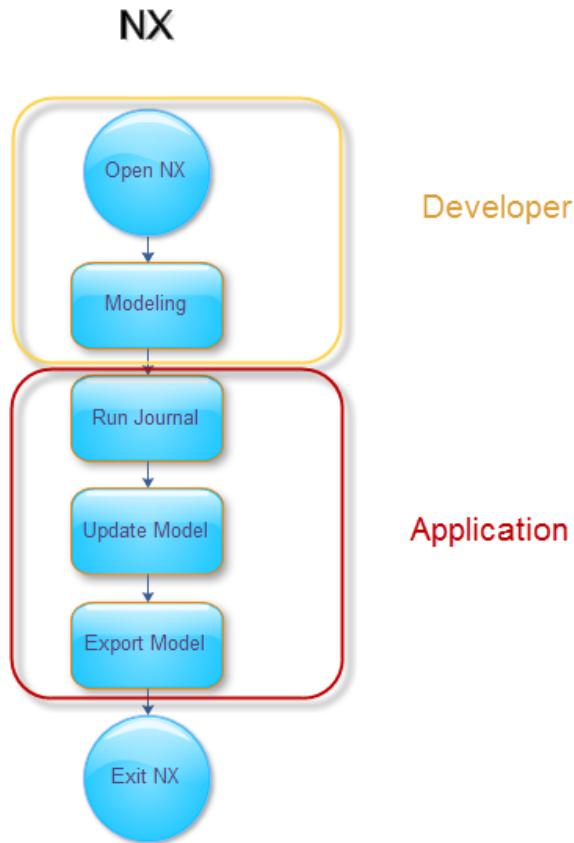 NX
Open NX
Developer
Modeling
Run Journal
Update Model
Application
Export Model
Exit NX